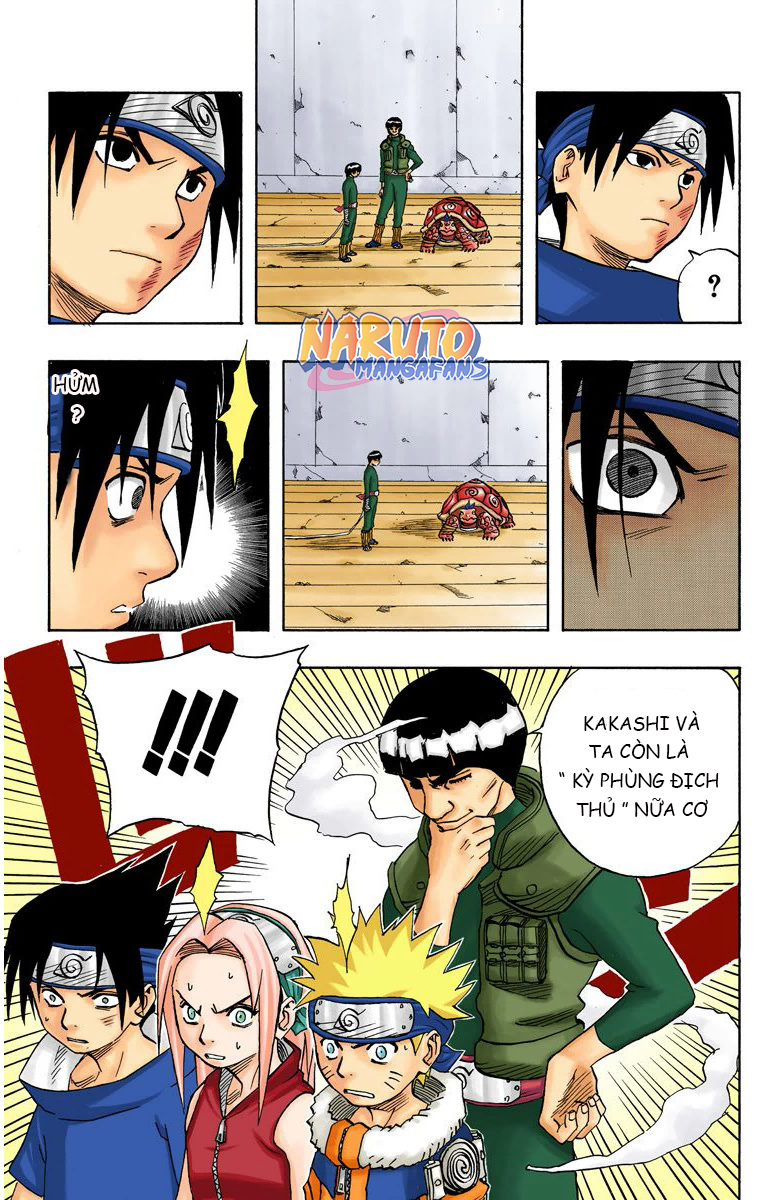 ?
NARUTO
MANGAFANS
HỬM
?
!!!
KAKASHI VÀ
TA CÒN LÀ
“ KỲ PHÙNG ĐỊCH
THỦ ” NỮA CƠ